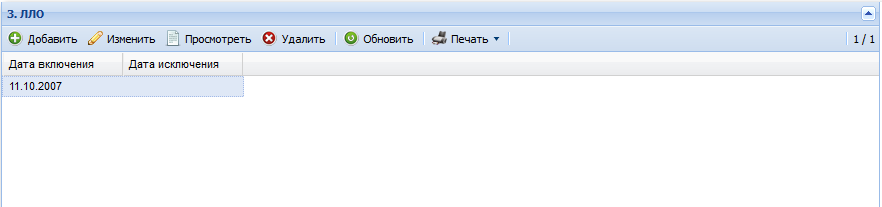 3. ЛЛО
Добавить Изменить Просмотреть Удалить Обновить Печать 1 / 1
Дата включения Дата исключения
11.10.2007